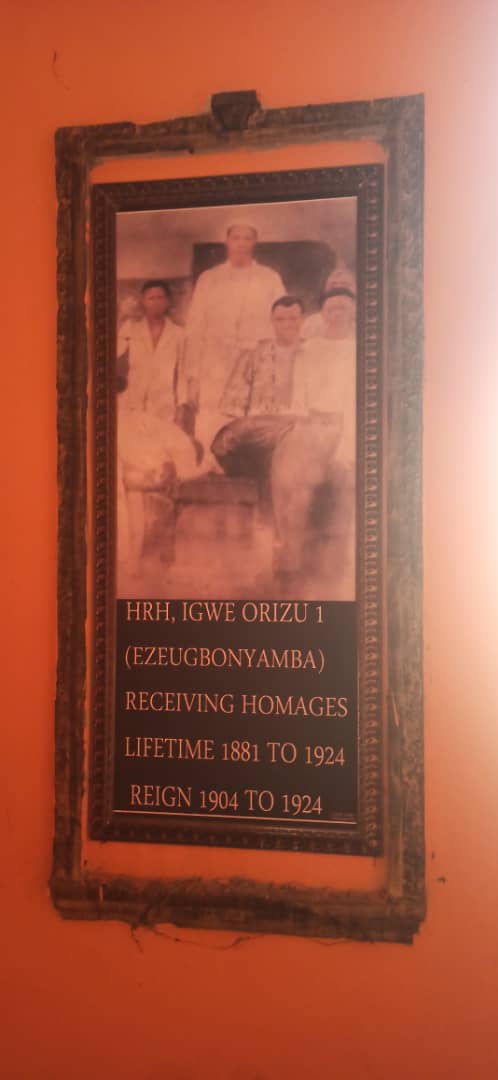 HRH, IGWE ORIZU 1
(EZEUGBONYAMBA)
RECEIVING HOMAGES
LIFETIME 1881 TO 1924
REIGN 1904 TO 1924